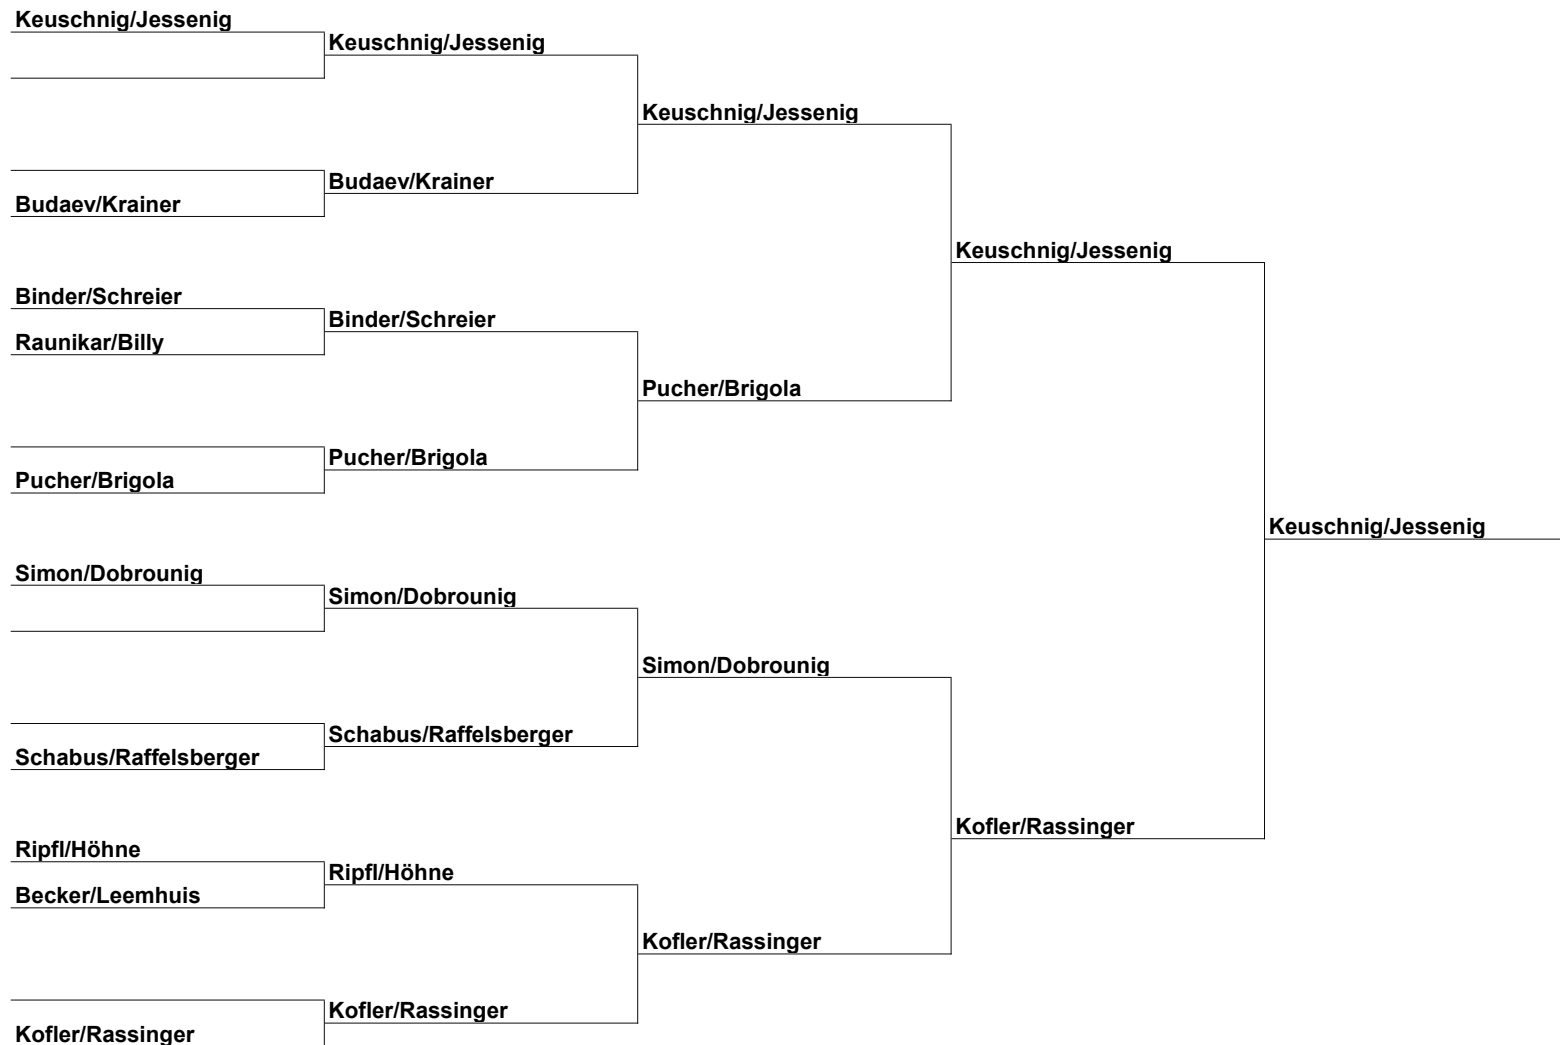 Keuschnig/Jessenig
Keuschnig/Jessenig
Keuschnig/Jessenig
Budaev/Krainer
Budaev/Krainer
Keuschnig/Jessenig
Binder/Schreier
Binder/Schreier
Raunikar/Billy
Pucher/Brigola
Pucher/Brigola
Pucher/Brigola
Keuschnig/Jessenig
Simon/Dobrounig
Simon/Dobrounig
Simon/Dobrounig
Schabus/Raffelsberger
Schabus/Raffelsberger
Kofler/Rassinger
Ripfl/Höhne
Ripfl/Höhne
Becker/Leemhuis
Kofler/Rassinger
Kofler/Rassinger
Kofler/Rassinger